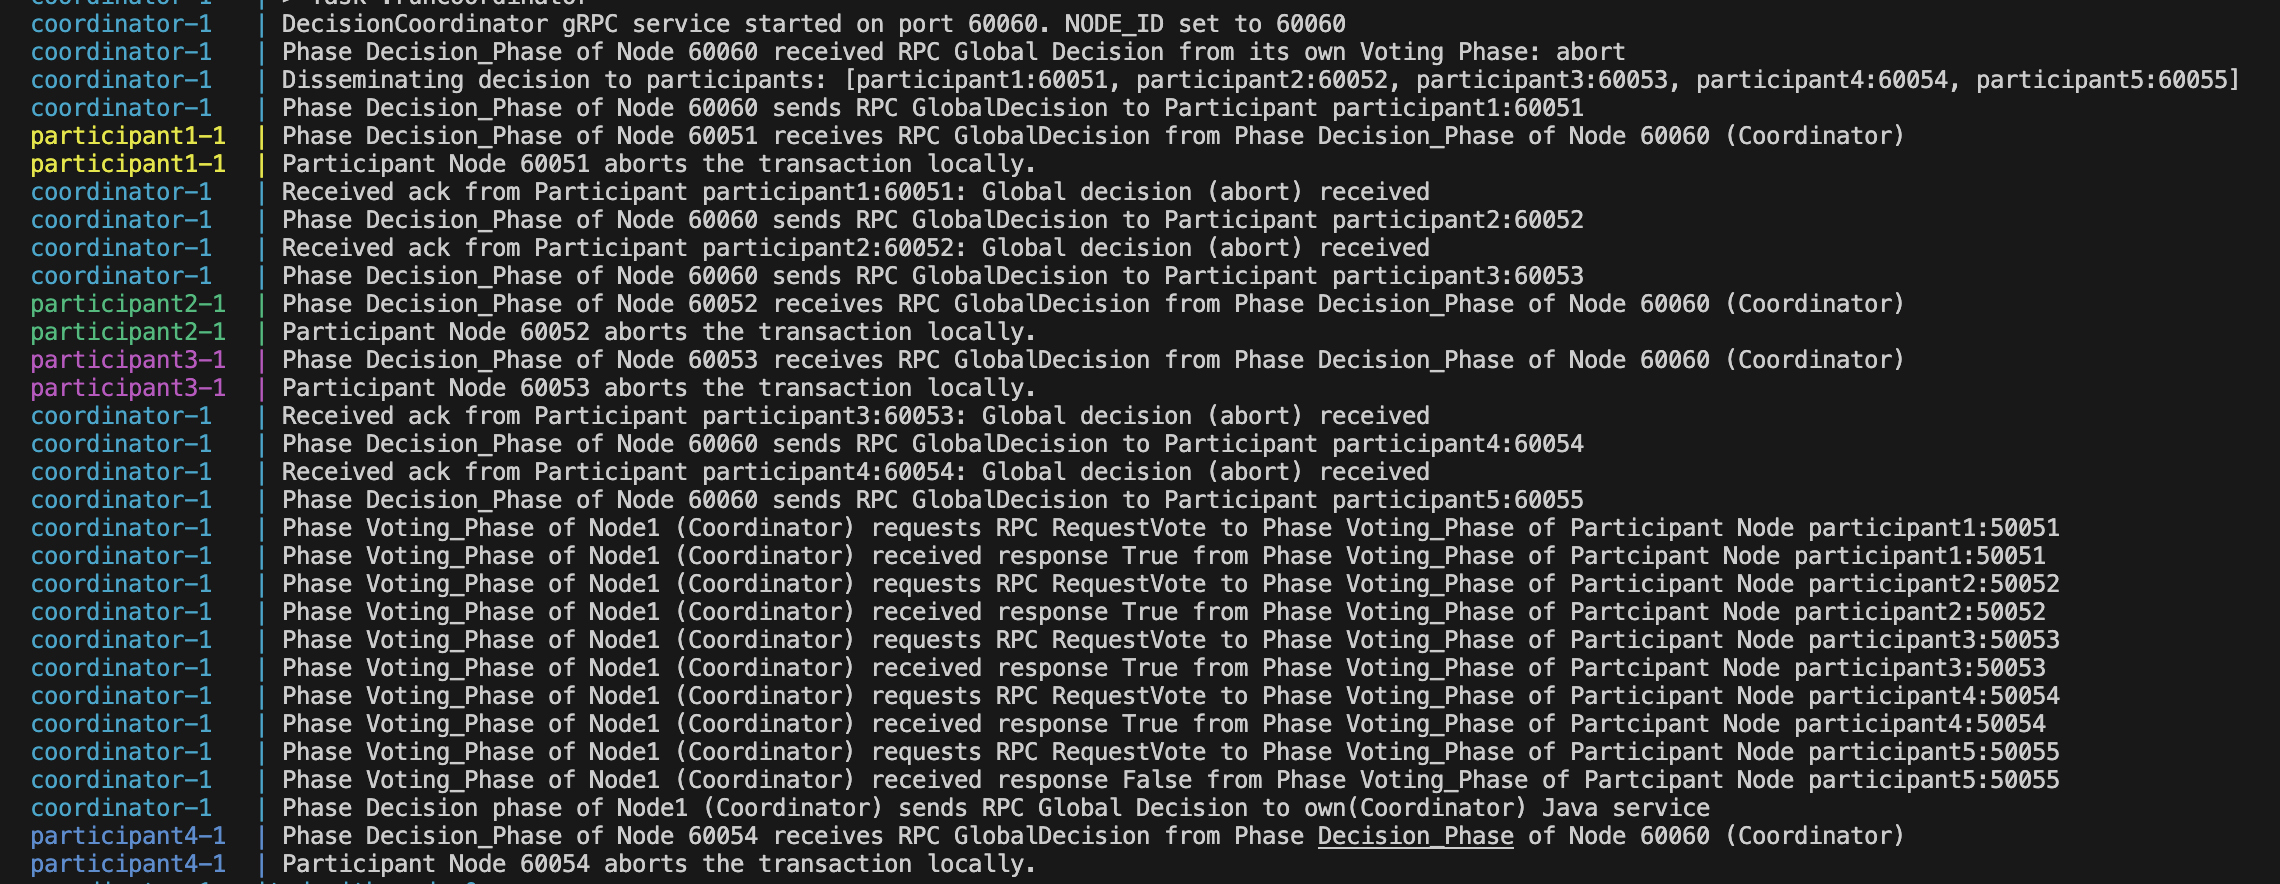 coordinator-1 | > Task :runCoordinator
coordinator-1 | DecisionCoordinator gRPC service started on port 60060. NODE_ID set to 60060
coordinator-1 | Phase Decision_Phase of Node 60060 received RPC Global Decision from its own Voting Phase: abort
coordinator-1 | Disseminating decision to participants: [participant1:60051, participant2:60052, participant3:60053, participant4:60054, participant5:60055]
coordinator-1 | Phase Decision_Phase of Node 60060 sends RPC GlobalDecision to Participant participant1:60051
participant1-1 | Phase Decision_Phase of Node 60051 receives RPC GlobalDecision from Phase Decision_Phase of Node 60060 (Coordinator)
participant1-1 | Participant Node 60051 aborts the transaction locally.
coordinator-1 | Received ack from Participant participant1:60051: Global decision (abort) received
coordinator-1 | Phase Decision_Phase of Node 60060 sends RPC GlobalDecision to Participant participant2:60052
coordinator-1 | Received ack from Participant participant2:60052: Global decision (abort) received
coordinator-1 | Phase Decision_Phase of Node 60060 sends RPC GlobalDecision to Participant participant3:60053
participant2-1 | Phase Decision_Phase of Node 60052 receives RPC GlobalDecision from Phase Decision_Phase of Node 60060 (Coordinator)
participant2-1 | Participant Node 60052 aborts the transaction locally.
participant3-1 | Phase Decision_Phase of Node 60053 receives RPC GlobalDecision from Phase Decision_Phase of Node 60060 (Coordinator)
participant3-1 | Participant Node 60053 aborts the transaction locally.
coordinator-1 | Received ack from Participant participant3:60053: Global decision (abort) received
coordinator-1 | Phase Decision_Phase of Node 60060 sends RPC GlobalDecision to Participant participant4:60054
coordinator-1 | Received ack from Participant participant4:60054: Global decision (abort) received
coordinator-1 | Phase Decision_Phase of Node 60060 sends RPC GlobalDecision to Participant participant5:60055
coordinator-1 | Phase Voting_Phase of Node1 (Coordinator) requests RPC RequestVote to Phase Voting_Phase of Participant Node participant1:50051
coordinator-1 | Phase Voting_Phase of Node1 (Coordinator) received response True from Phase Voting_Phase of Partcipant Node participant1:50051
coordinator-1 | Phase Voting_Phase of Node1 (Coordinator) requests RPC RequestVote to Phase Voting_Phase of Participant Node participant2:50052
coordinator-1 | Phase Voting_Phase of Node1 (Coordinator) received response True from Phase Voting_Phase of Partcipant Node participant2:50052
coordinator-1 | Phase Voting_Phase of Node1 (Coordinator) requests RPC RequestVote to Phase Voting_Phase of Participant Node participant3:50053
coordinator-1 | Phase Voting_Phase of Node1 (Coordinator) received response True from Phase Voting_Phase of Partcipant Node participant3:50053
coordinator-1 | Phase Voting_Phase of Node1 (Coordinator) requests RPC RequestVote to Phase Voting_Phase of Participant Node participant4:50054
coordinator-1 | Phase Voting_Phase of Node1 (Coordinator) received response True from Phase Voting_Phase of Partcipant Node participant4:50054
coordinator-1 | Phase Voting_Phase of Node1 (Coordinator) requests RPC RequestVote to Phase Voting_Phase of Participant Node participant5:50055
coordinator-1 | Phase Voting_Phase of Node1 (Coordinator) received response False from Phase Voting_Phase of Partcipant Node participant5:50055
coordinator-1 | Phase Decision phase of Node1 (Coordinator) sends RPC Global Decision to own(Coordinator) Java service
participant4-1 | Phase Decision_Phase of Node 60054 receives RPC GlobalDecision from Phase Decision_Phase of Node 60060 (Coordinator)
participant4-1 | Participant Node 60054 aborts the transaction locally.